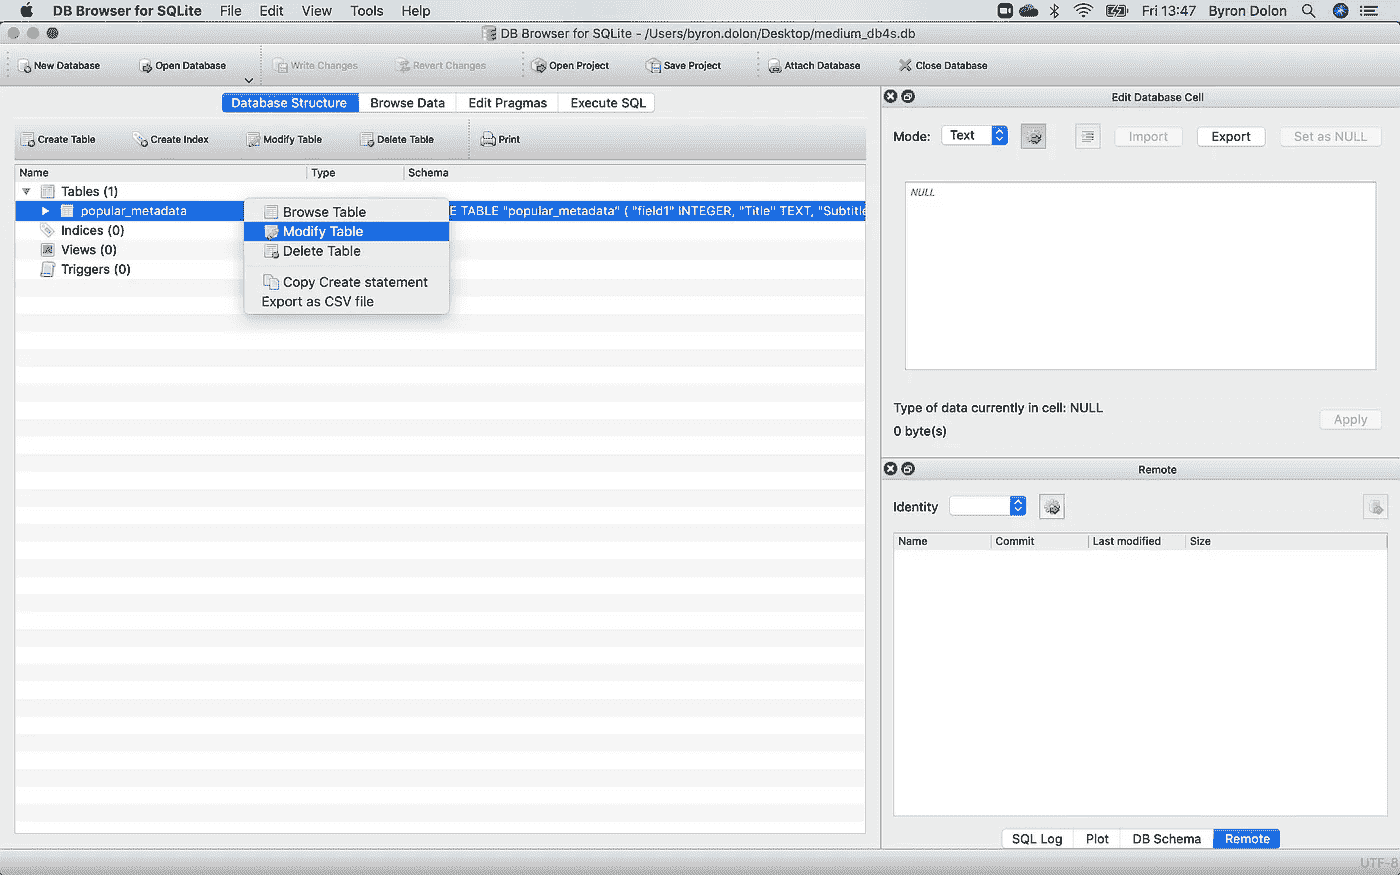 DB Browser for SQLite File Edit View Tools Help Fri 13:47 Byron Dolon
DB Browser for SQLite - /Users/byron.dolon/Desktop/medium_db4s.db
New Database Open Database Write Changes Revert Changes Open Project Save Project Attach Database Close Database
Database Structure Browse Data Edit Pragmas Execute SQL
Create Table Create Index Modify Table Delete Table Print
Name Type Schema
Tables (1)
popular_metadata E TABLE "popular_metadata" ( "field1" INTEGER, "Title" TEXT, "Subtitle
Indices (0)
Views (0)
Triggers (0)
Browse Table
Modify Table
Delete Table
Copy Create statement
Export as CSV file
Edit Database Cell
Mode: Text Import Export Set as NULL
NULL
Type of data currently in cell: NULL
0 byte(s)
Apply
Remote
Identity
Name Commit Last modified Size
SQL Log Plot DB Schema Remote
UTF-8